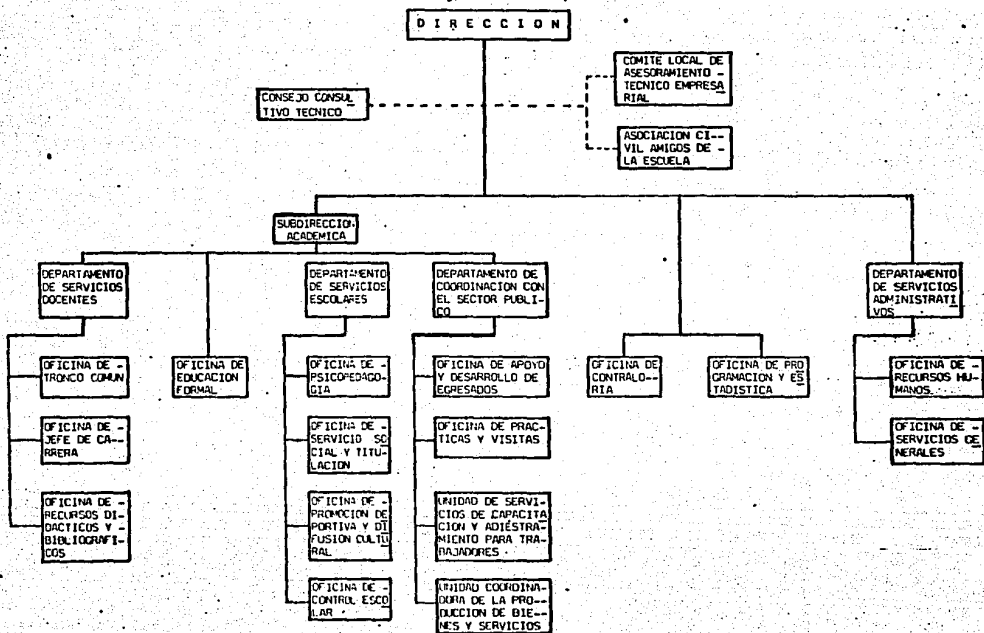 D I R E C C I O N
COMITE LOCAL DE
ASESORAMIENTO -
TECNICO EMPRESA
RIAL
CONSEJO CONSUL
TIVO TECNICO
ASOCIACION CI--
VIL AMIGOS DE -
LA ESCUELA
SUBDIRECCION
ACADEMICA
DEPARTAMENTO
DE SERVICIOS
DOCENTES
DEPARTAMENTO
DE SERVICIOS
ESCOLARES
DEPARTAMENTO DE
COORDINACION CON
EL SECTOR PUBLI-
CO
DEPARTAMENTO
DE SERVICIOS
ADMINISTRATI
VOS
OFICINA DE -
TRONCO COMUN
OFICINA DE
EDUCACION
FORMAL
OFICINA DE -
PSICOPEDAGO-
GIA
OFICINA DE APOYO
Y DESARROLLO DE
EGRESADOS
OFICINA DE
CONTRALO--
RIA
OFICINA DE PRO
GRAMACION Y ES
TADISTICA
OFICINA DE -
RECURSOS HU-
MANOS.
OFICINA DE -
JEFE DE CA--
RRERA
OFICINA DE -
SERVICIO SO
CIAL Y TITU-
LACION
OFICINA DE PRAC-
TICAS Y VISITAS
OFICINA DE -
SERVICIOS GE
NERALES
OFICINA DE -
RECURSOS DI-
DACTICOS Y -
BIBLIOGRAFI-
COS
OFICINA DE -
PROMOCION DE
PORTIVA Y DI
FUSION CULTU
RAL
UNIDAD DE SERVI-
CIOS DE CAPACITA
CION Y ADIESTRA
MIENTO PARA TRA-
BAJADORES.
OFICINA DE -
CONTROL ESCO
LAR
UNIDAD COORDINA-
DORA DE LA PRO--
DUCCION DE BIE--
NES Y SERVICIOS